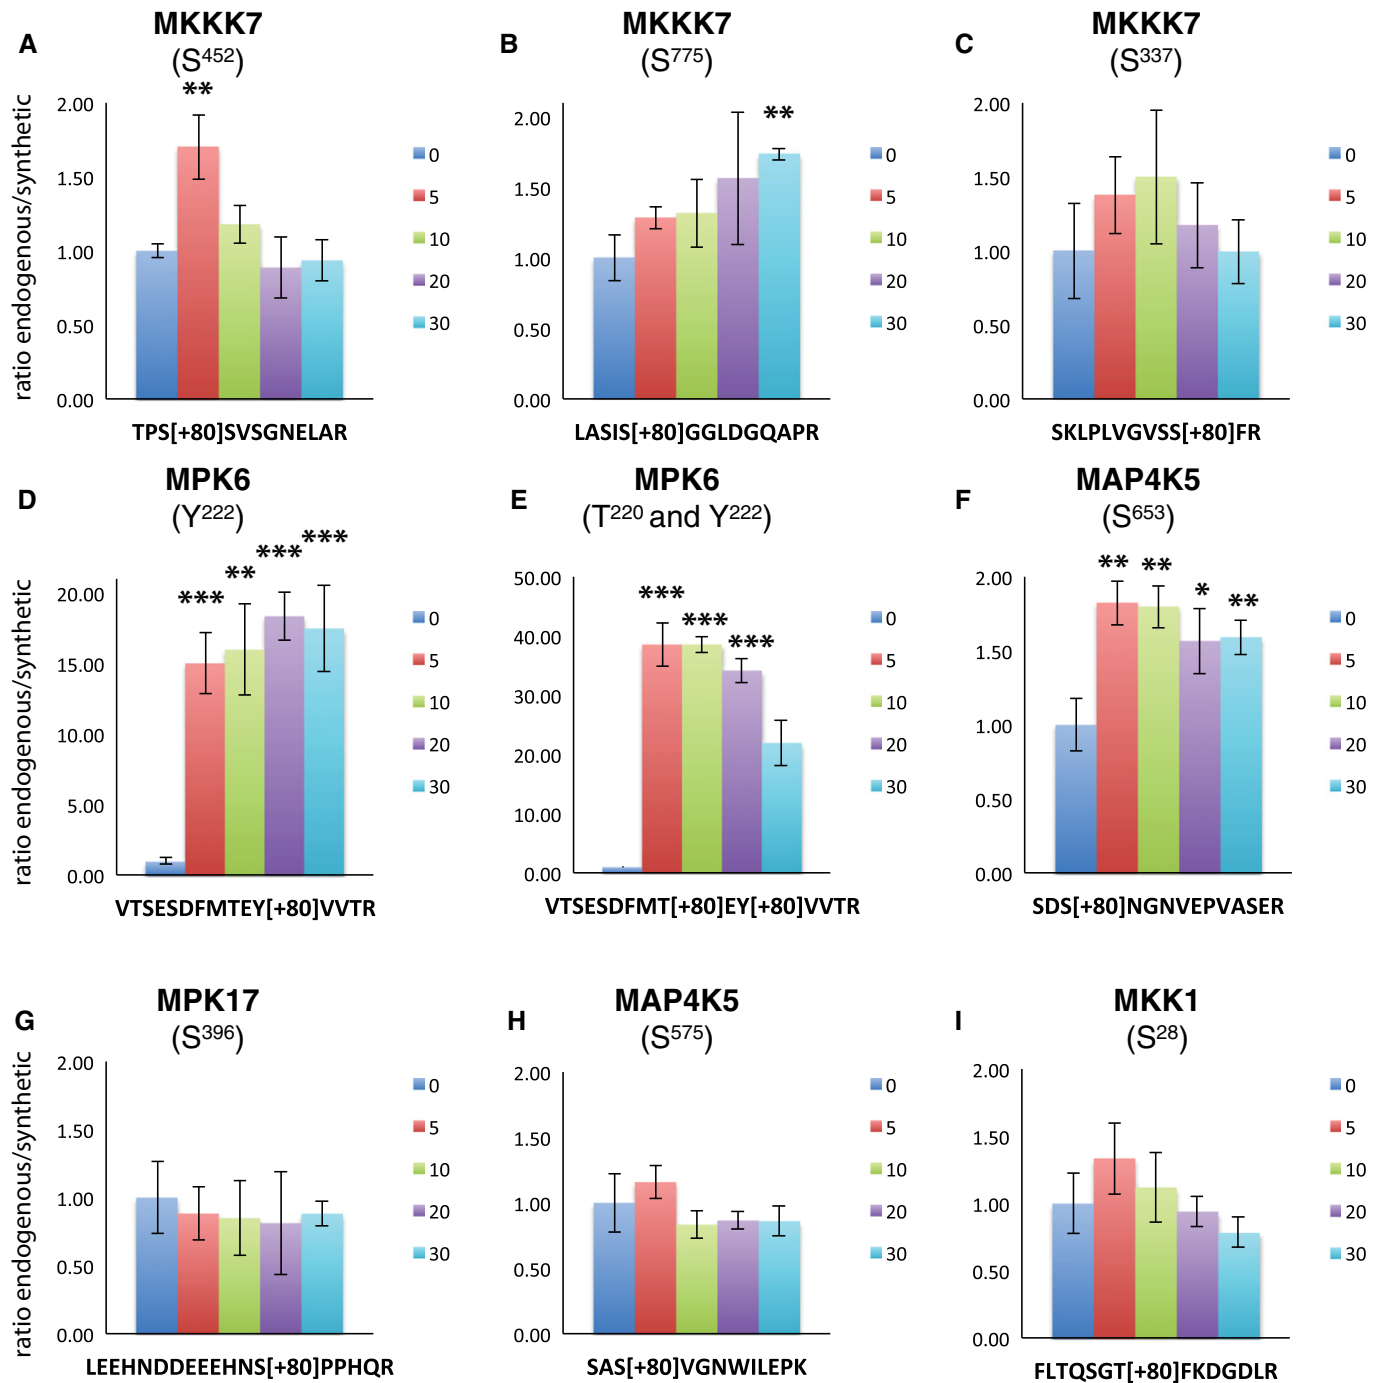 A
MKKK7
(S452)
**
ratio endogenous/synthetic
2.00
1.50
1.00
0.50
0.00
0
5
10
20
30
TPS[+80]SVSGNELAR
B
MKKK7
(S775)
**
2.00
1.50
1.00
0.50
0.00
0
5
10
20
30
LASIS[+80]GGLDGQAPR
C
MKKK7
(S337)
2.00
1.50
1.00
0.50
0.00
0
5
10
20
30
SKLPLVGVSS[+80]FR
D
MPK6
(Y222)
*** ** *** ***
ratio endogenous/synthetic
20.00
15.00
10.00
5.00
0.00
0
5
10
20
30
VTSESDFMTEY[+80]VVTR
E
MPK6
(T220 and Y222)
*** *** ***
50.00
40.00
30.00
20.00
10.00
0.00
0
5
10
20
30
VTSESDFMT[+80]EY[+80]VVTR
F
MAP4K5
(S653)
** ** * **
2.00
1.50
1.00
0.50
0.00
0
5
10
20
30
SDS[+80]NGNVEPVASER
G
MPK17
(S396)
ratio endogenous/synthetic
2.00
1.50
1.00
0.50
0.00
0
5
10
20
30
LEEHNDDEEEHNS[+80]PPHQR
H
MAP4K5
(S575)
2.00
1.50
1.00
0.50
0.00
0
5
10
20
30
SAS[+80]VGNWILEPK
I
MKK1
(S28)
2.00
1.50
1.00
0.50
0.00
0
5
10
20
30
FLTQSGT[+80]FKDGDLR